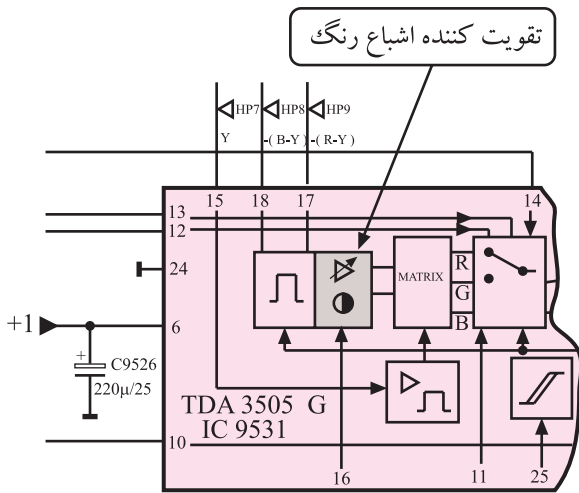 تقویت کننده اشباع رنگ
HP7 HP8 HP9
Y -( B-Y ) -( R-Y )
15 18 17 14
13
12
24
MATRIX
R
G
B
+1
6
+
C9526
220μ/25
TDA 3505 G
IC 9531
10
16 11 25